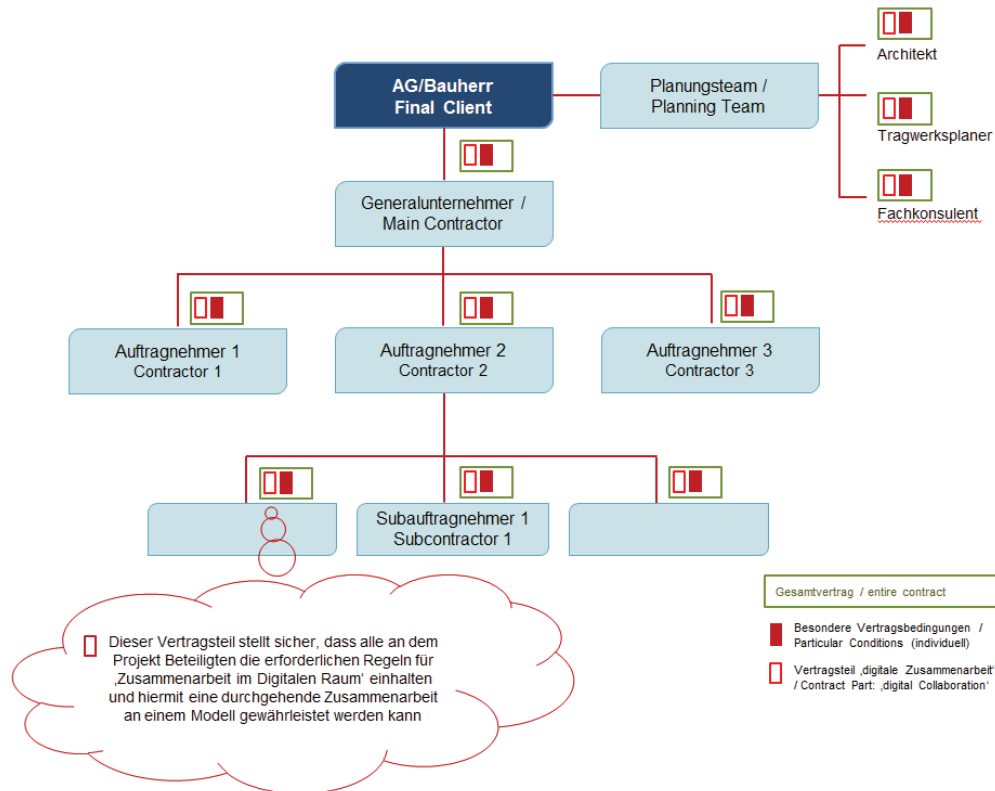 Architekt
AG/Bauherr
Final Client
Planungsteam /
Planning Team
Tragwerksplaner
Fachkonsulent
Generalunternehmer /
Main Contractor
Auftragnehmer 1
Contractor 1
Auftragnehmer 2
Contractor 2
Auftragnehmer 3
Contractor 3
Subauftragnehmer 1
Subcontractor 1
Dieser Vertragsteil stellt sicher, dass alle an dem
Projekt Beteiligten die erforderlichen Regeln für
‚Zusammenarbeit im Digitalen Raum‘ einhalten
und hiermit eine durchgehende Zusammenarbeit
an einem Modell gewährleistet werden kann
Gesamtvertrag / entire contract
Besondere Vertragsbedingungen /
Particular Conditions (individuell)
Vertragsteil ‚digitale Zusammenarbeit‘
/ Contract Part: ‚digital Collaboration‘